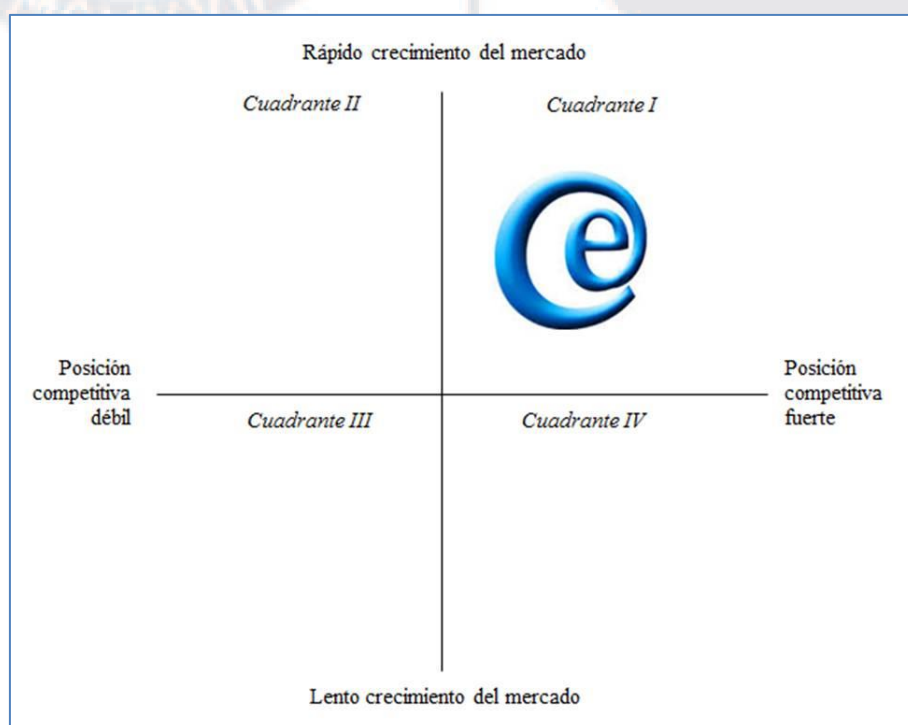 Rápido crecimiento del mercado
Cuadrante II
Cuadrante I
e
Posición
competitiva
débil
Posición
competitiva
fuerte
Cuadrante III
Cuadrante IV
Lento crecimiento del mercado